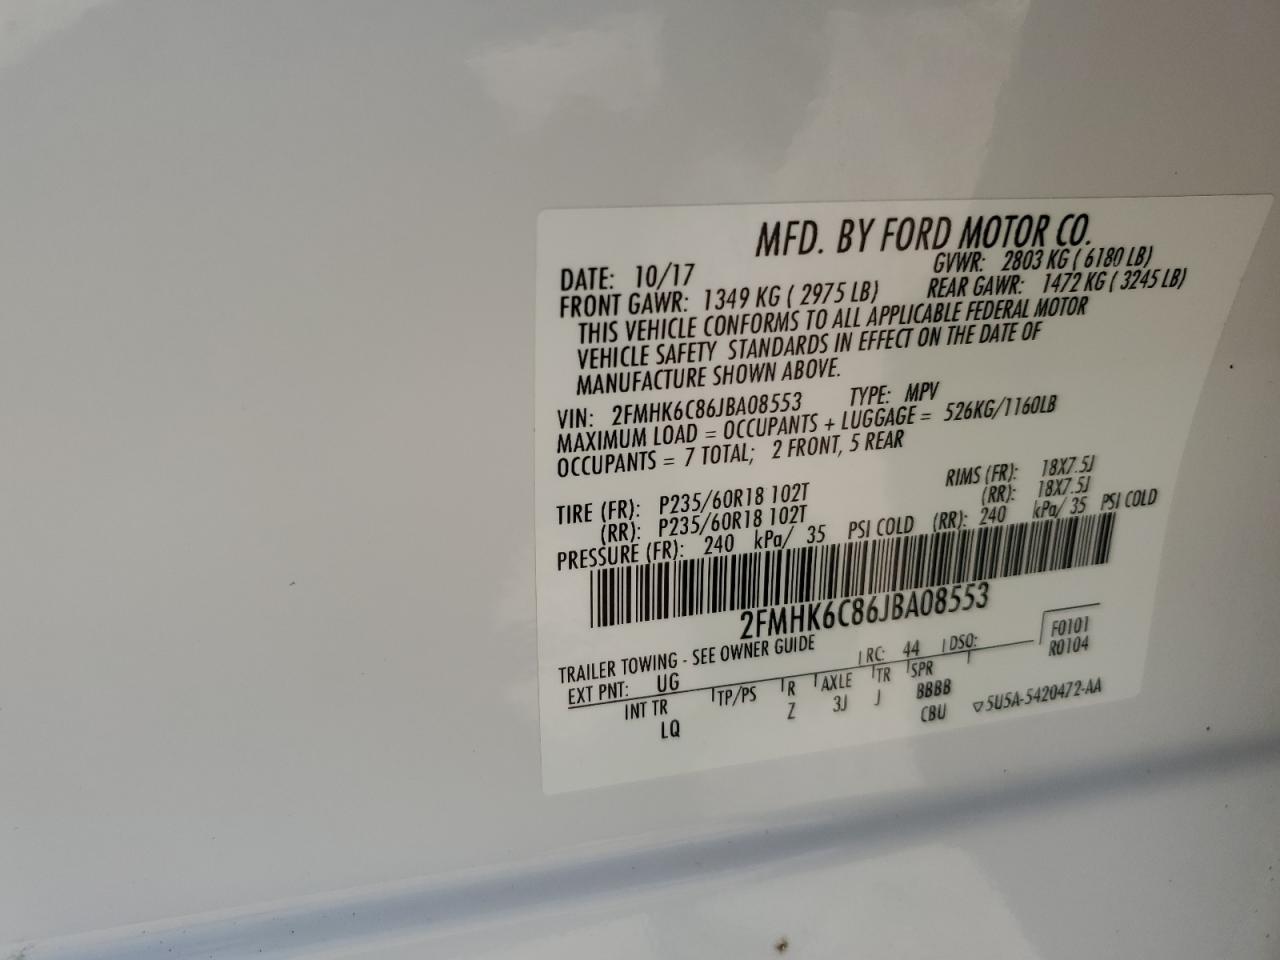 MFD. BY FORD MOTOR CO.
DATE: 10/17 GVWR: 2803 KG ( 6180 LB)
FRONT GAWR: 1349 KG ( 2975 LB) REAR GAWR: 1472 KG ( 3245 LB)
THIS VEHICLE CONFORMS TO ALL APPLICABLE FEDERAL MOTOR
VEHICLE SAFETY STANDARDS IN EFFECT ON THE DATE OF
MANUFACTURE SHOWN ABOVE.
VIN: 2FMHK6C86JBA08553 TYPE: MPV
MAXIMUM LOAD = OCCUPANTS + LUGGAGE = 526KG/1160LB
OCCUPANTS = 7 TOTAL; 2 FRONT, 5 REAR
TIRE (FR): P235/60R18 102T RIMS (FR): 18X7.5J
(RR): P235/60R18 102T (RR): 18X7.5J
PRESSURE (FR): 240 kPa/ 35 PSI COLD (RR): 240 kPa/ 35 PSI COLD
2FMHK6C86JBA08553
TRAILER TOWING - SEE OWNER GUIDE
EXT PNT: UG RC: 44 DSO: F0101
R0104
INT TR TP/PS R AXLE TR SPR
LQ Z 3J J BBBB
CBU ▽5U5A-5420472-AA